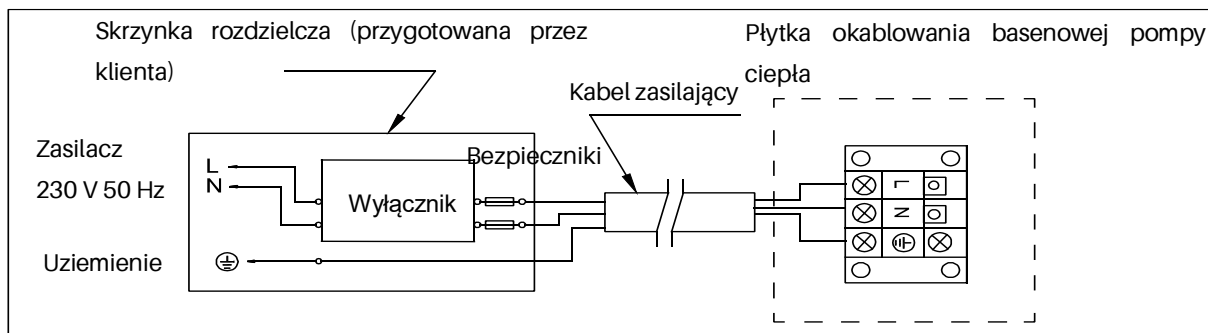 Skrzynka rozdzielcza (przygotowana przez
klienta)
Płytka okablowania basenowej pompy
ciepła
Kabel zasilający
Zasilacz
230 V 50 Hz
L
N
Bezpieczniki
Wyłącznik
Uziemienie
L
N